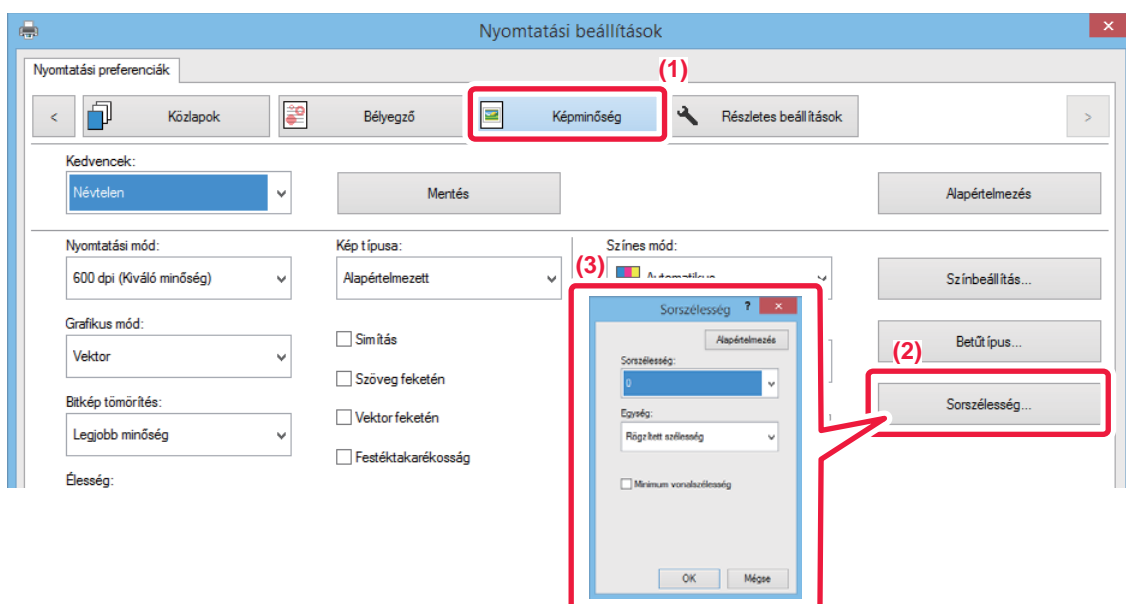 Nyomtatási beállítások
Nyomtatási preferenciák
(1)
< Közlapok Bélyegző Képminőség Részletes beállítások >
Kedvencek:
Névtelen Mentés Alapértelmezés
Nyomtatási mód: Kép típusa: Színes mód:
600 dpi (Kiváló minőség) Alapértelmezett (3) Automatikus Színbeállítás...
Sorszélesség ?
Grafikus mód:
Vektor Simítás Alapértelmezés (2) Betűtípus...
Sorszélesség:
Szöveg feketén 0
Bitkép tömörítés: Sorszélesség...
Egység:
Legjobb minőség Vektor feketén Rögzített szélesség
Festéktakarékosság
Élesség: Minimum vonalszélesség
OK Mégse